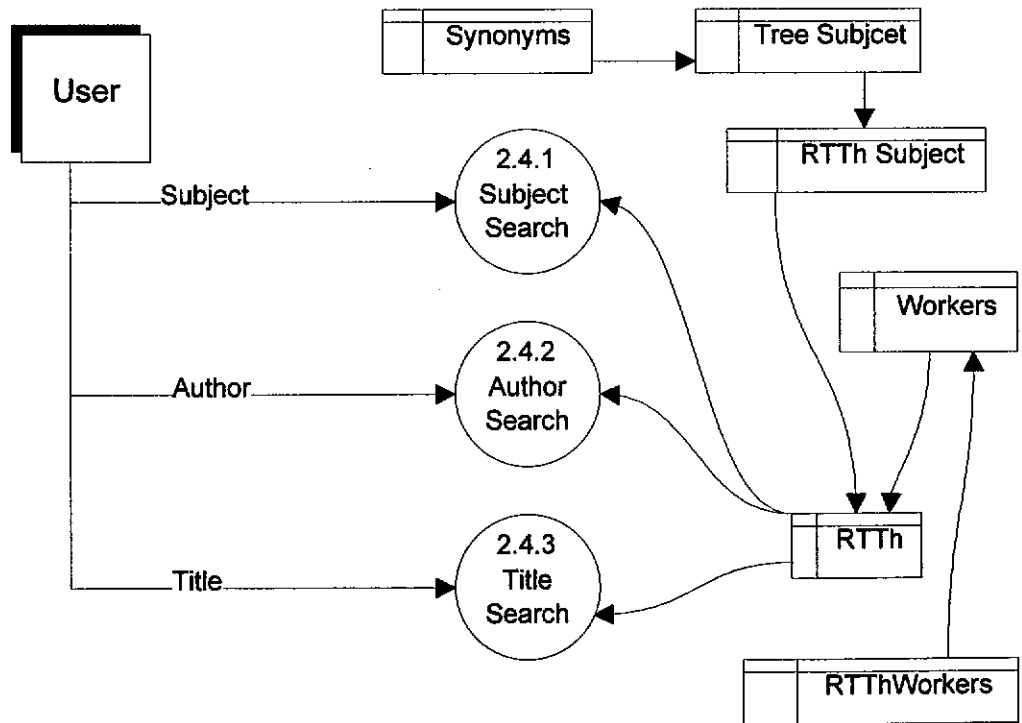 User
Synonyms
Tree Subjcet
RTTh Subject
Subject
2.4.1
Subject
Search
Workers
Author
2.4.2
Author
Search
RTTh
Title
2.4.3
Title
Search
RTThWorkers